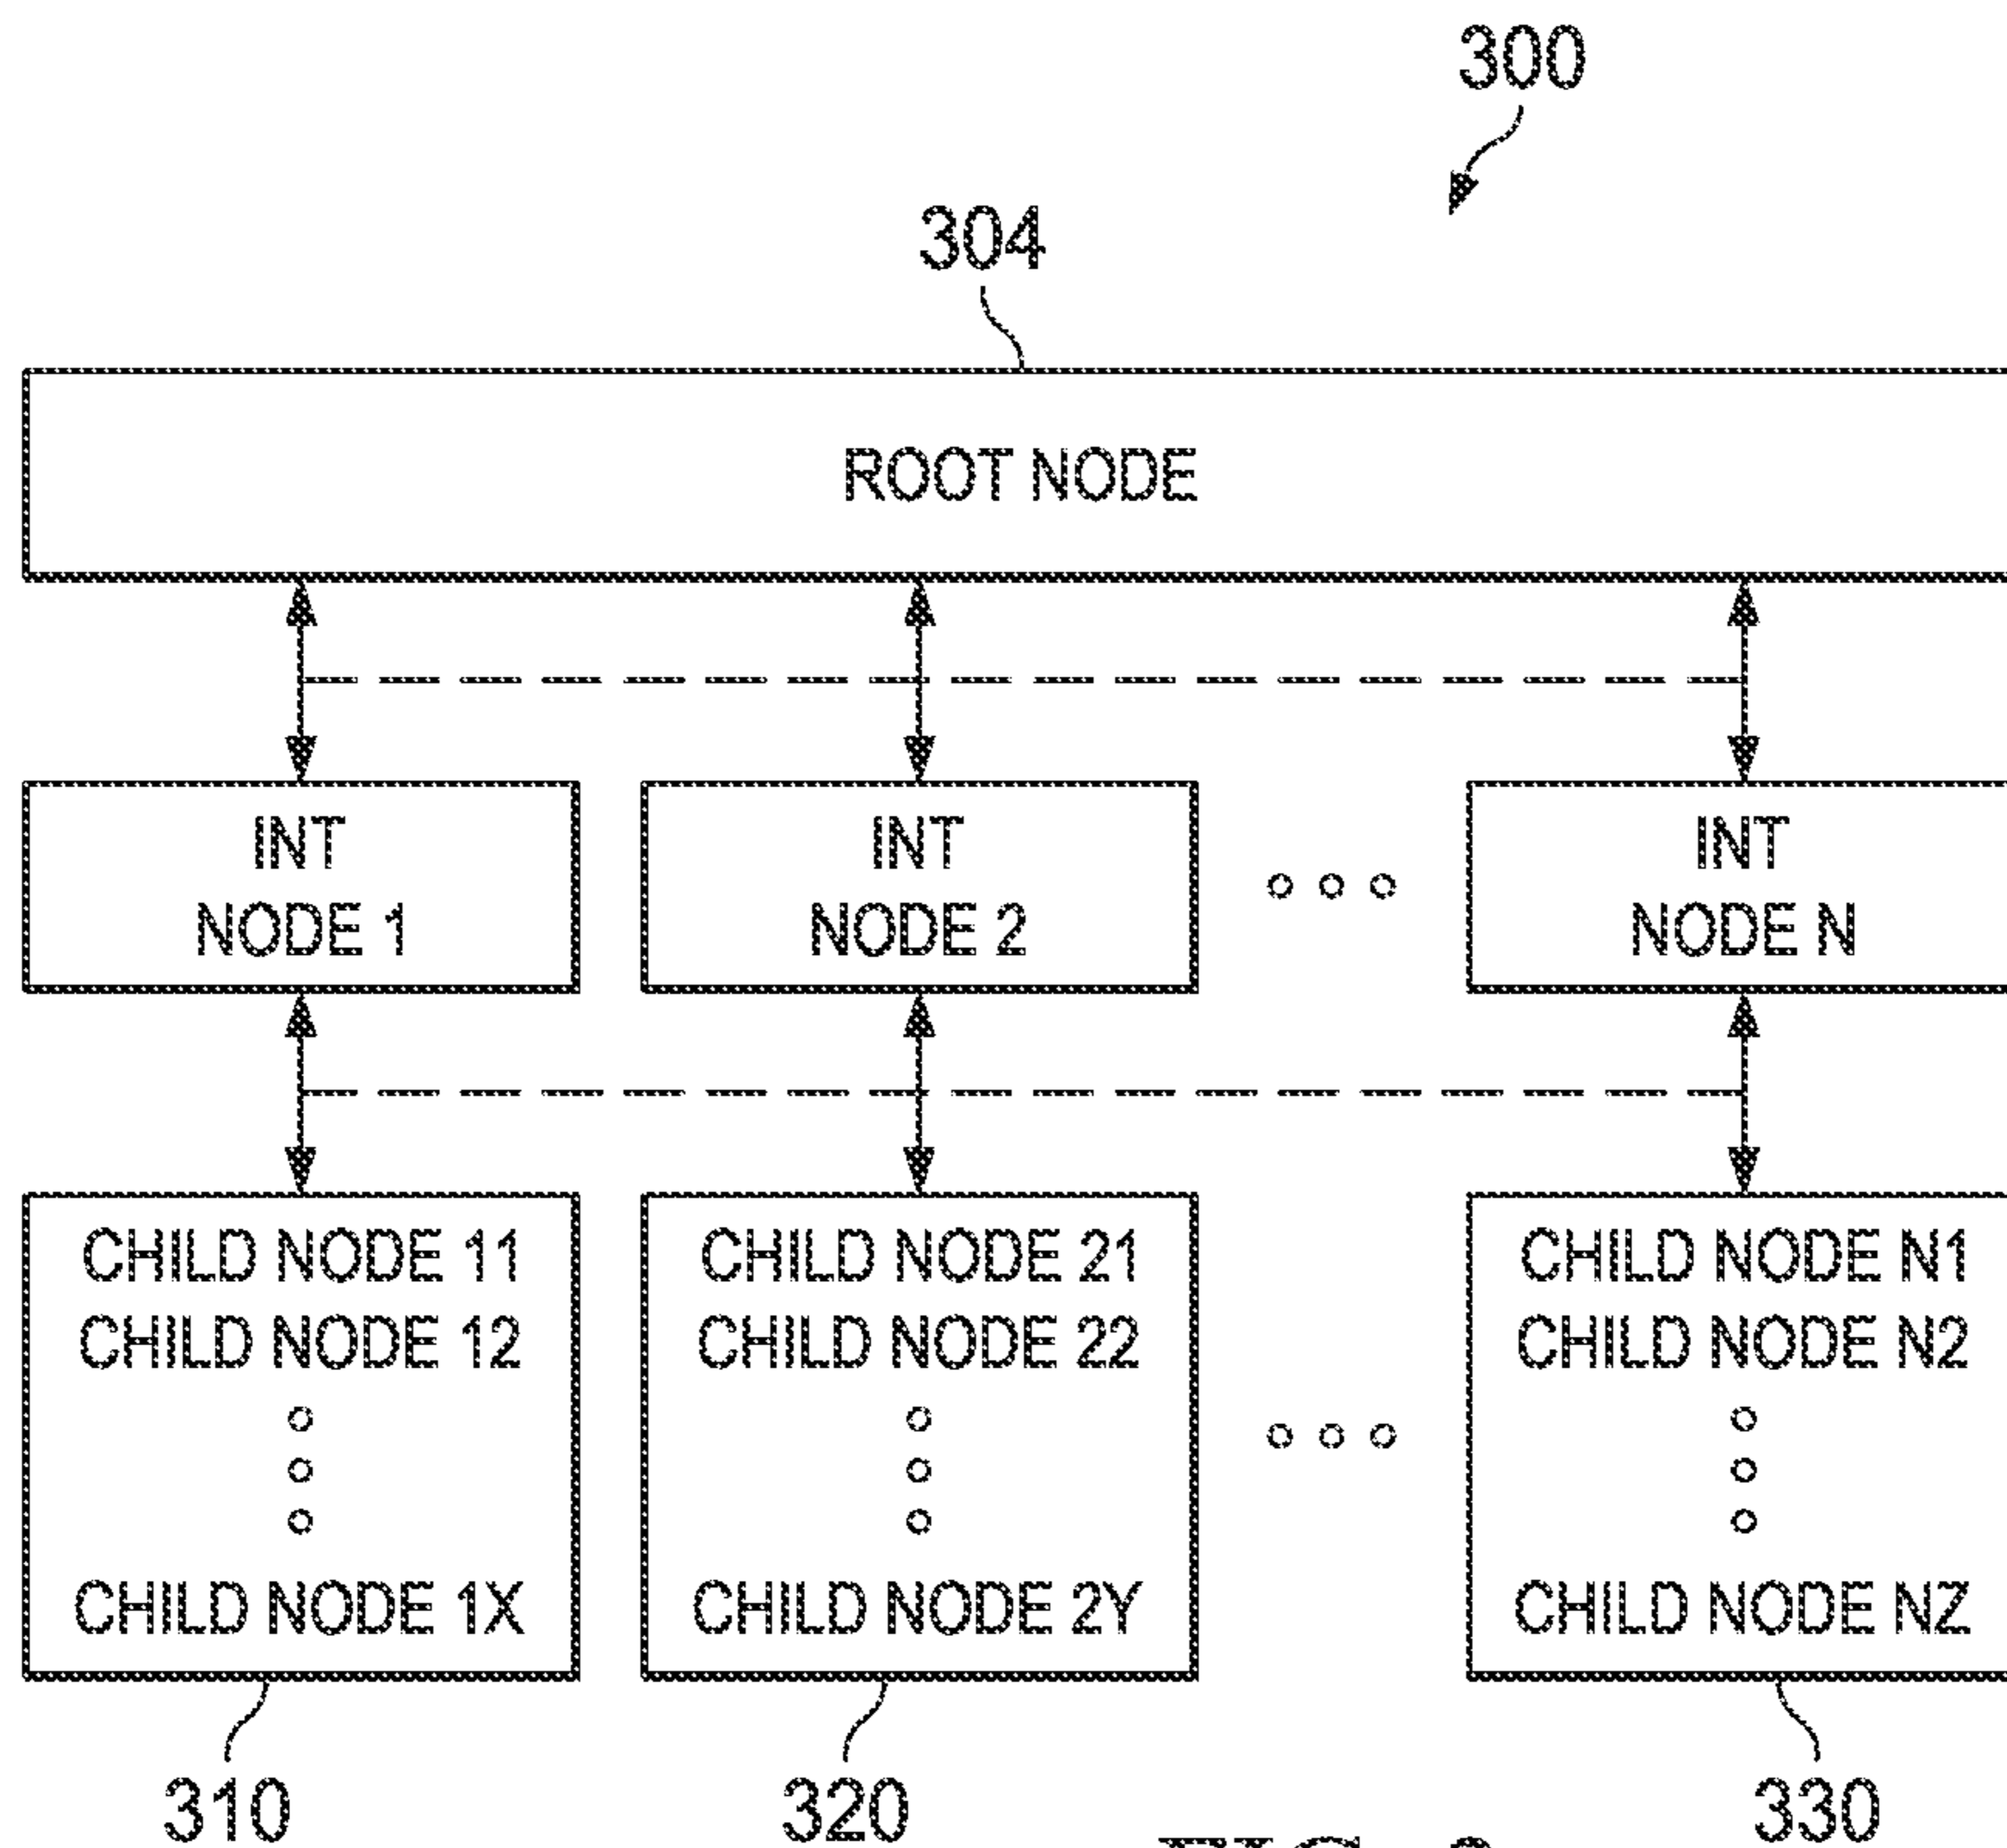 300
304
ROOT NODE
INT
NODE 1
INT
NODE 2
INT
NODE N
CHILD NODE 11
CHILD NODE 12
CHILD NODE 1X
CHILD NODE 21
CHILD NODE 22
CHILD NODE 2Y
CHILD NODE N1
CHILD NODE N2
CHILD NODE NZ
310
320
330